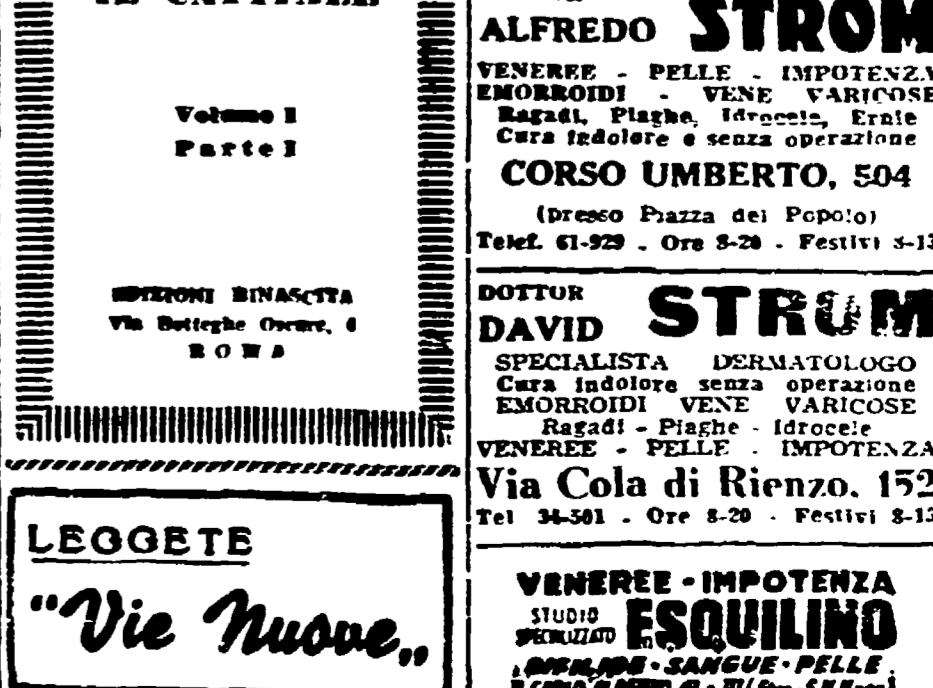 Volume I
Parte I
EDIZIONI RINASCITA
Via Botteghe Oscure, 4
ROMA
LEGGETE
"Vie Nuove„
ALFREDO STROM
VENEREE - PELLE - IMPOTENZA
EMORROIDI - VENE VARICOSE
Ragadi, Piaghe, Idrocele, Ernie
Cura indolore e senza operazione
CORSO UMBERTO, 504
(presso Piazza del Popolo)
Telef. 61-929 - Ore 8-20 - Festivi 8-13
DOTTOR
DAVID STROM
SPECIALISTA DERMATOLOGO
Cura indolore senza operazione
EMORROIDI VENE VARICOSE
Ragadi - Piaghe - Idrocele
VENEREE - PELLE - IMPOTENZA
Via Cola di Rienzo, 152
Tel 34-501 - Ore 8-20 - Festivi 8-13
VENEREE - IMPOTENZA
STUDIO
SPECIALIZZATO ESQUILINO
SANGUE - PELLE